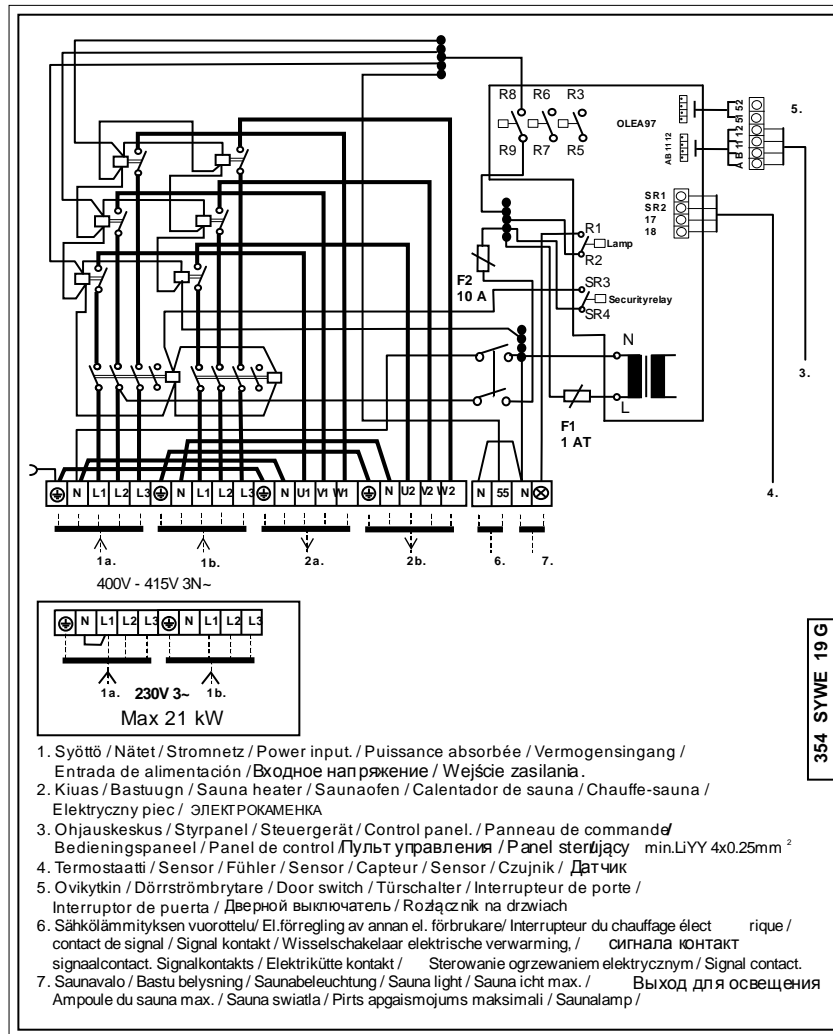 R8 R6 R3
OLEA97
R9 R7 R5
AB 11 12
A B 11 12 51 52
5.
SR1
SR2
17
18
R1
Lamp
R2
F2
10 A
SR3
Securityrelay
SR4
N
L
F1
1 AT
3.
4.
N L1 L2 L3 N L1 L2 L3 N U1 V1 W1 N U2 V2 W2 N 55 N
1a. 1b. 2a. 2b. 6. 7.
400V - 415V 3N~
N L1 L2 L3 N L1 L2 L3
1a. 230V 3~ 1b.
Max 21 kW
354 SYWE 19 G
1. Syöttö / Nätet / Stromnetz / Power input. / Puissance absorbée / Vermogensingang /
Entrada de alimentación / Входное напряжение / Wejście zasilania.
2. Kiuas / Bastuugn / Sauna heater / Saunaofen / Calentador de sauna / Chauffe-sauna /
Elektryczny piec / ЭЛЕКТРОКАМЕНКА
3. Ohjauskeskus / Styrpanel / Steuergerät / Control panel. / Panneau de commande/
Bedieningspaneel / Panel de control / Пульт управления / Panel sterujący min.LiYY 4x0.25mm ²
4. Termostaatti / Sensor / Fühler / Sensor / Capteur / Sensor / Czujnik / Датчик
5. Ovikytkin / Dörrströmbrytare / Door switch / Türschalter / Interrupteur de porte /
Interruptor de puerta / Дверной выключатель / Rozłącznik na drzwiach
6. Sähkölämmityksen vuorottelu/ El.förregling av annan el. förbrukare/ Interrupteur du chauffage élect rique /
contact de signal / Signal kontakt / Wisselschakelaar elektrische verwarming, / сигнала контакт
signaalcontact. Signalkontakts / Elektrikütte kontakt / Sterowanie ogrzewaniem elektrycznym / Signal contact.
7. Saunavalo / Bastu belysning / Saunabeleuchtung / Sauna light / Sauna icht max. / Выход для освещения
Ampoule du sauna max. / Sauna swiatla / Pirts apgaismojums maksimali / Saunalamp /